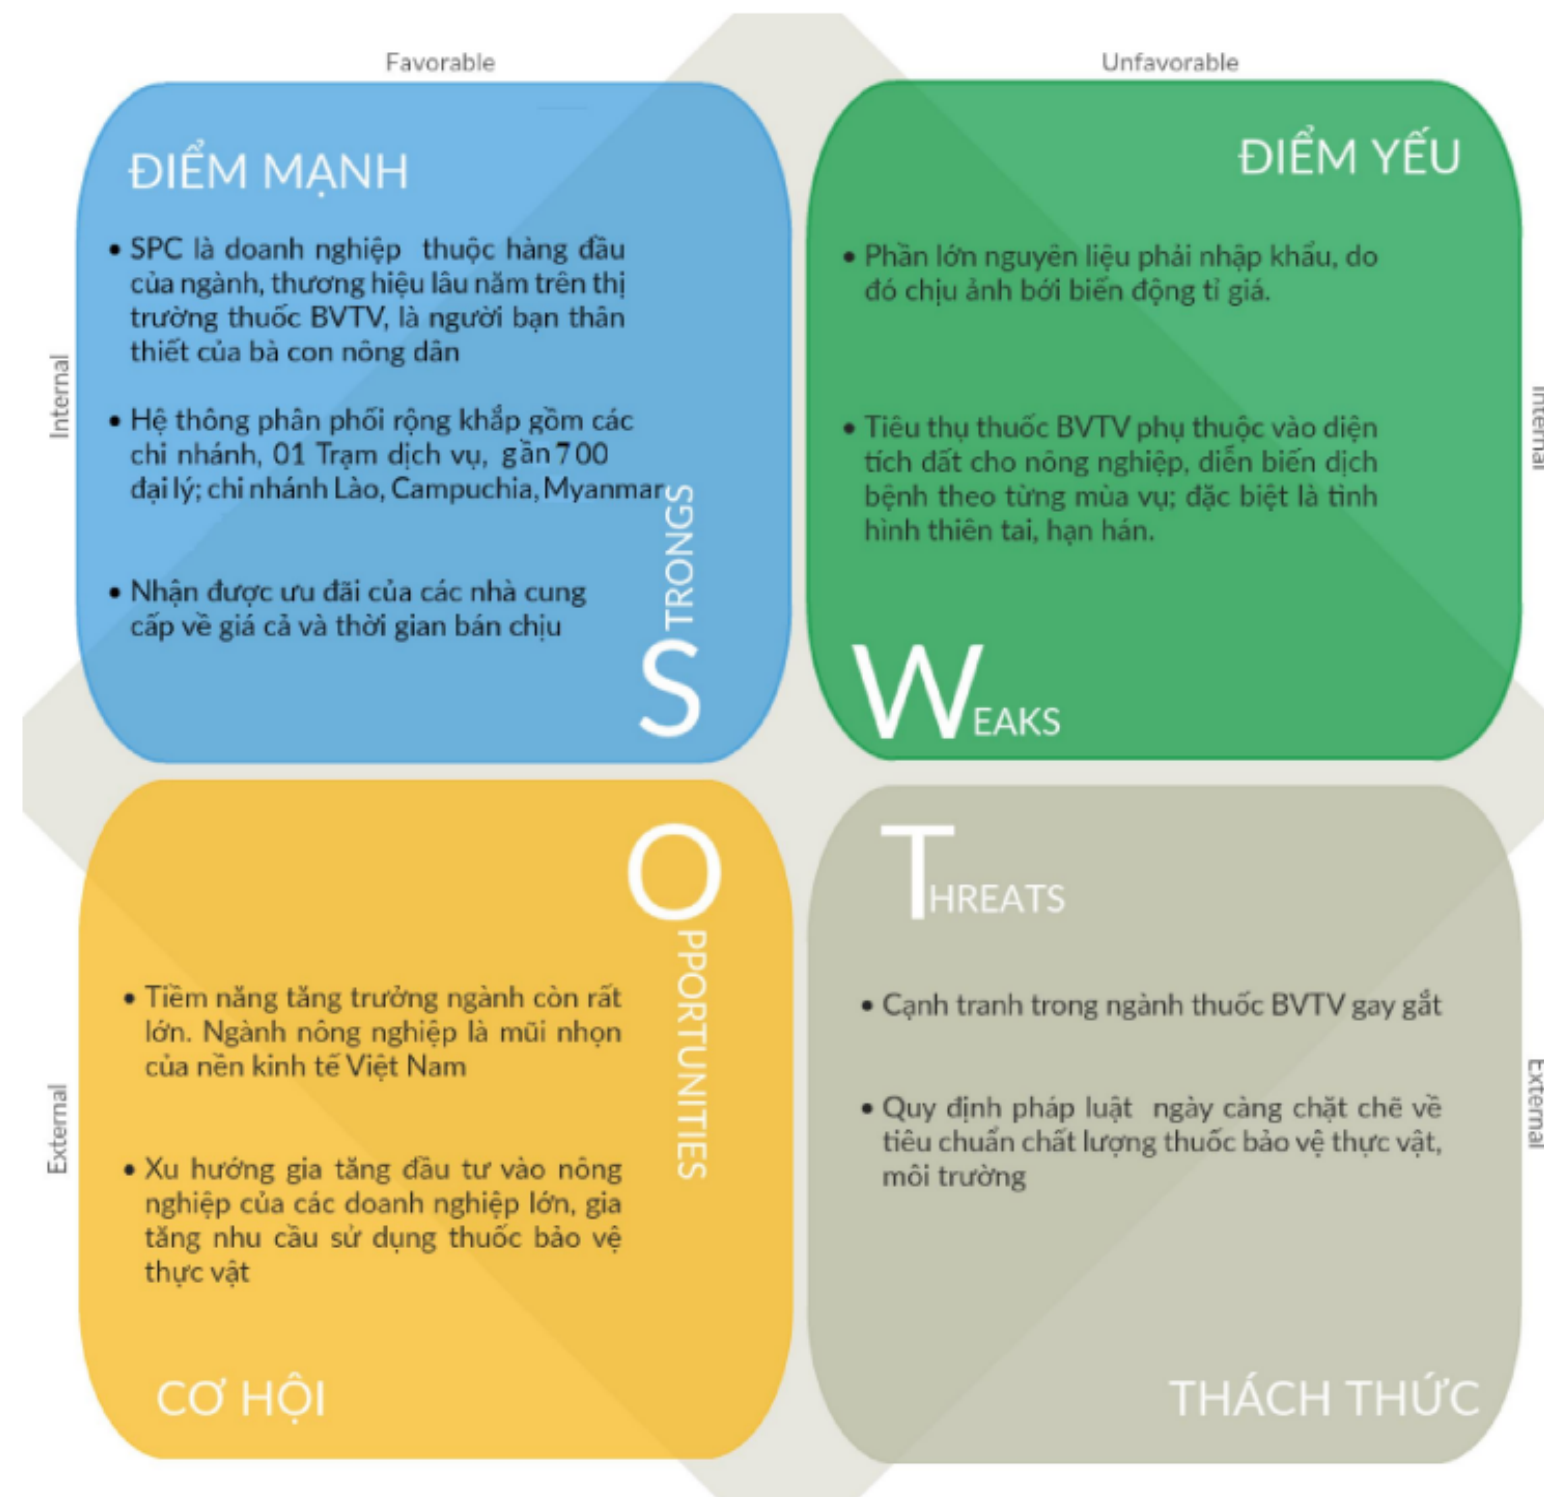 Favorable
Unfavorable
Internal
ĐIỂM MẠNH
• SPC là doanh nghiệp thuộc hàng đầu
của ngành, thương hiệu lâu năm trên thị
trường thuốc BVTV, là người bạn thân
thiết của bà con nông dân
• Hệ thông phân phối rộng khắp gồm các
chi nhánh, 01 Trạm dịch vụ, gần 700
đại lý; chi nhánh Lào, Campuchia, Myanmar
• Nhận được ưu đãi của các nhà cung
cấp về giá cả và thời gian bán chịu
STRONGS
ĐIỂM YẾU
• Phần lớn nguyên liệu phải nhập khẩu, do
đó chịu ảnh bới biến động tỉ giá.
• Tiêu thụ thuốc BVTV phụ thuộc vào diện
tích đất cho nông nghiệp, diễn biến dịch
bệnh theo từng mùa vụ; đặc biệt là tình
hình thiên tai, hạn hán.
WEAKS
Internal
External
OPPORTUNITIES
• Tiềm năng tăng trưởng ngành còn rất
lớn. Ngành nông nghiệp là mũi nhọn
của nền kinh tế Việt Nam
• Xu hướng gia tăng đầu tư vào nông
nghiệp của các doanh nghiệp lớn, gia
tăng nhu cầu sử dụng thuốc bảo vệ
thực vật
CƠ HỘI
THREATS
• Cạnh tranh trong ngành thuốc BVTV gay gắt
• Quy định pháp luật ngày càng chặt chẽ về
tiêu chuẩn chất lượng thuốc bảo vệ thực vật,
môi trường
THÁCH THỨC
External